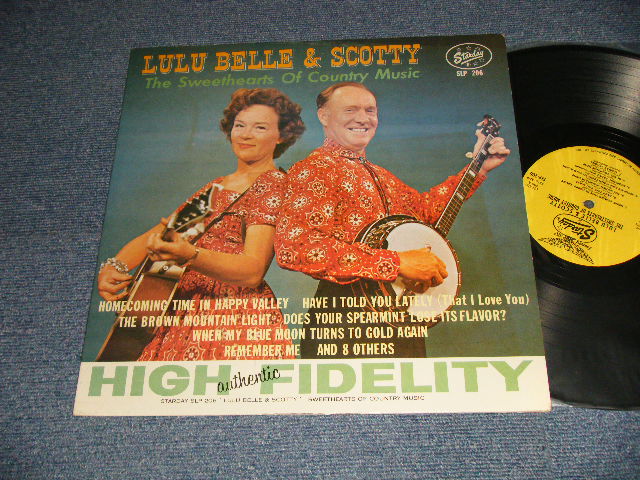 LULU BELLE & SCOTTY
The Sweethearts Of Country Music
Starday
SLP 206
HOMECOMING TIME IN HAPPY VALLEY HAVE I TOLD YOU LATELY (That I Love You)
THE BROWN MOUNTAIN LIGHT DOES YOUR SPEARMINT LOSE ITS FLAVOR?
WHEN MY BLUE MOON TURNS TO GOLD AGAIN
REMEMBER ME AND 8 OTHERS
HIGH authentic FIDELITY
STARDAY SLP 206 " LULU BELLE & SCOTTY " SWEETHEARTS OF COUNTRY MUSIC
Starday
LULU BELLE & SCOTTY